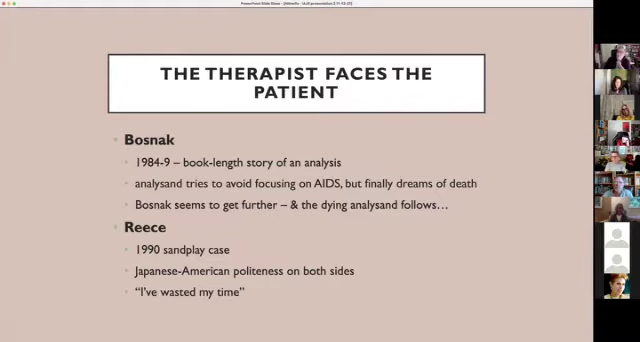 THE THERAPIST FACES THE
PATIENT
Bosnak
1984-9 – book-length story of an analysis
analysand tries to avoid focusing on AIDS, but finally dreams of death
Bosnak seems to get further – & the dying analysand follows…
Reece
1990 sandplay case
Japanese-American politeness on both sides
“I’ve wasted my time”